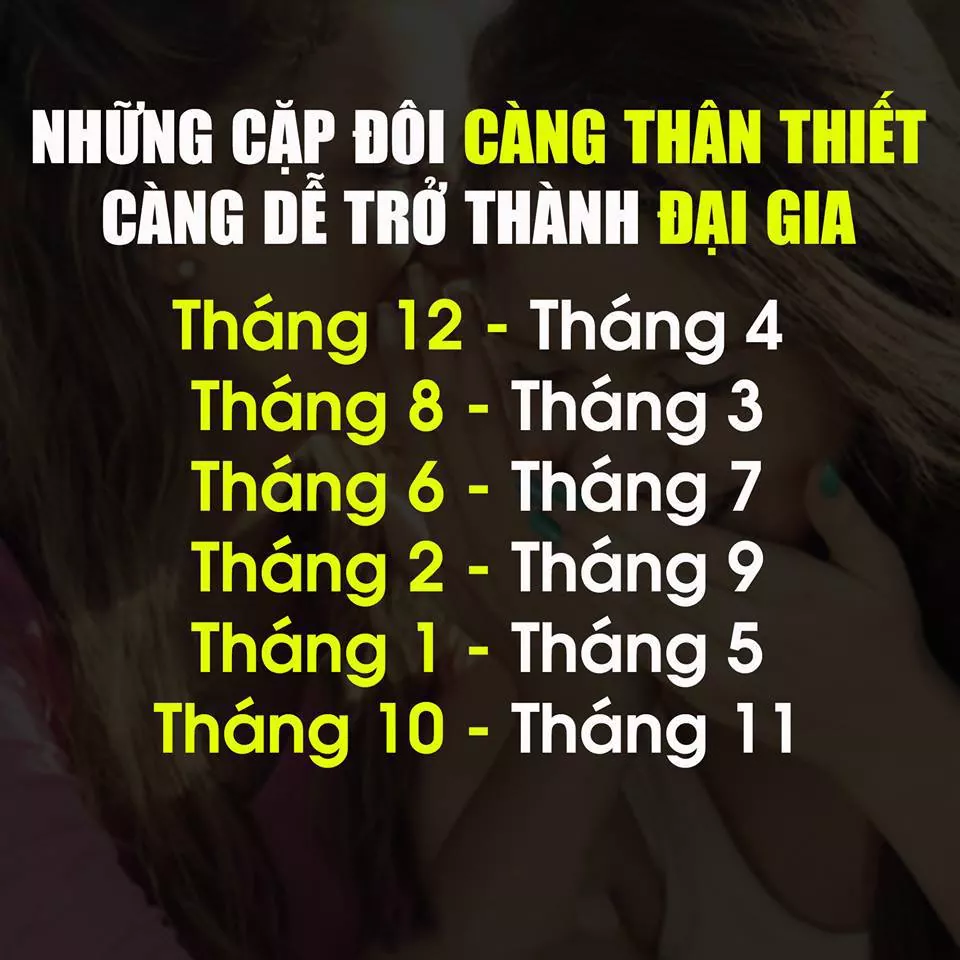 NHỮNG CẶP ĐÔI CÀNG THÂN THIẾT
CÀNG DỄ TRỞ THÀNH ĐẠI GIA
Tháng 12 - Tháng 4
Tháng 8 - Tháng 3
Tháng 6 - Tháng 7
Tháng 2 - Tháng 9
Tháng 1 - Tháng 5
Tháng 10 - Tháng 11